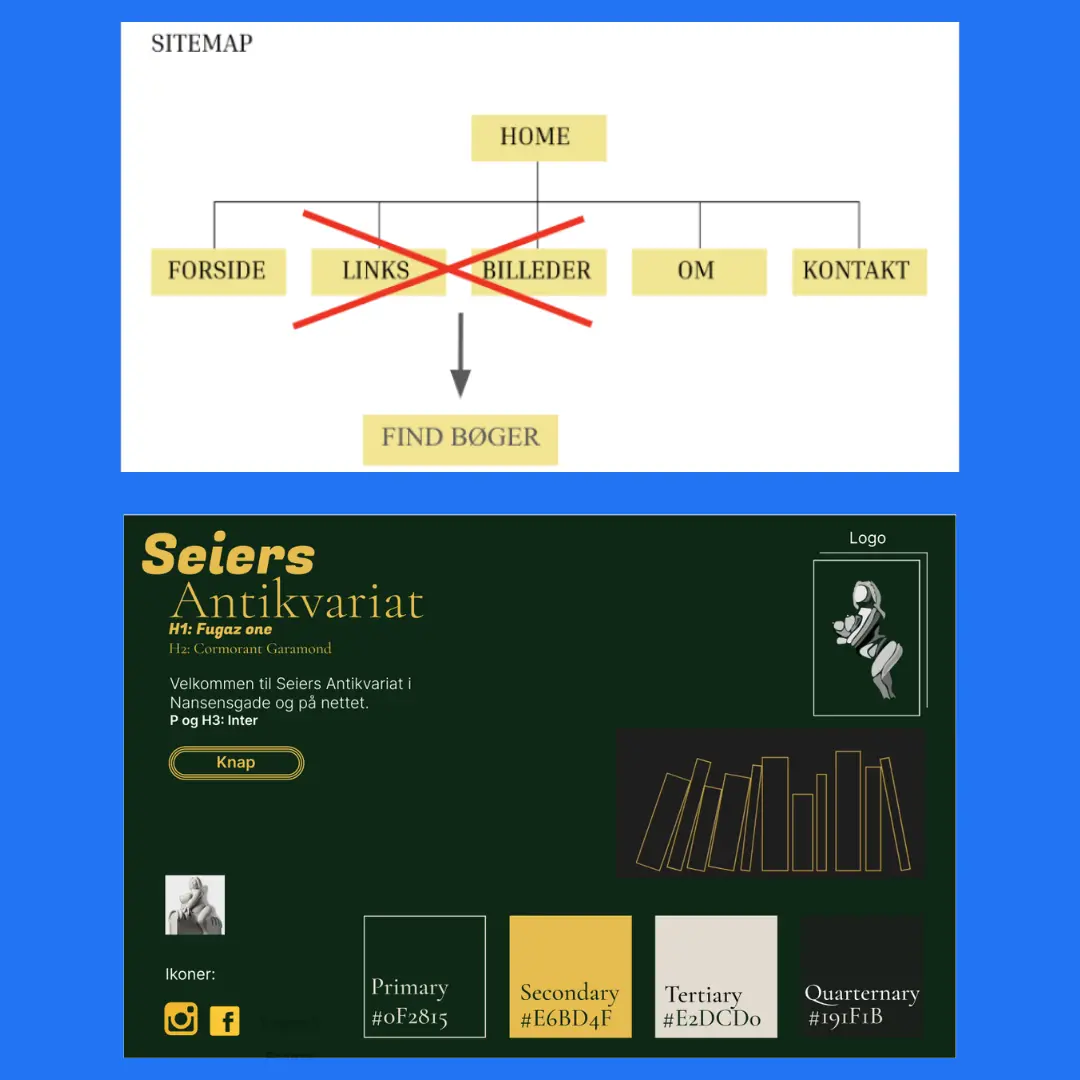 SITEMAP
HOME
FORSIDE
LINKS
BILLEDER
OM
KONTAKT
FIND BØGER
Seiers
Antikvariat
H1: Fugaz one
H2: Cormorant Garamond
Velkommen til Seiers Antikvariat i
Nansensgade og på nettet.
P og H3: Inter
Knap
Logo
Ikoner:
Primary
#0F2815
Secondary
#E6BD4F
Tertiary
#E2DCD0
Quarternary
#191F1B